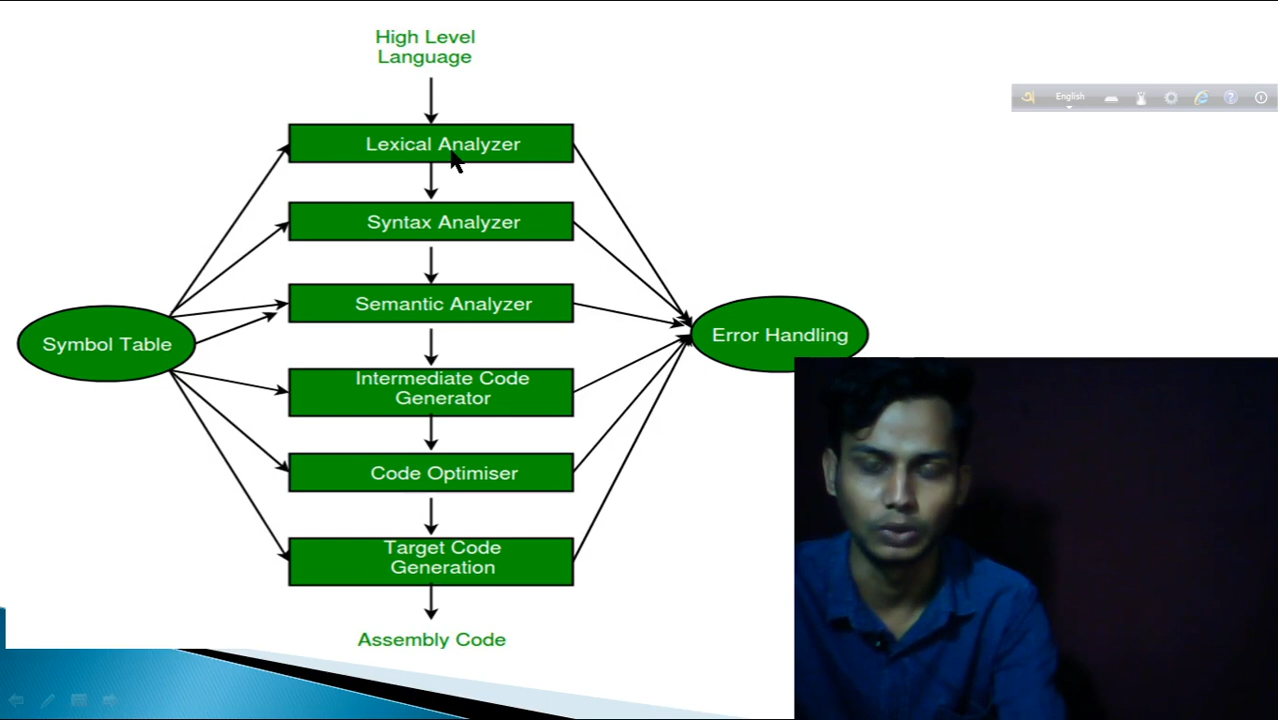 High Level
Language
English
Lexical Analyzer
Syntax Analyzer
Semantic Analyzer
Symbol Table
Error Handling
Intermediate Code
Generator
Code Optimiser
Target Code
Generation
Assembly Code